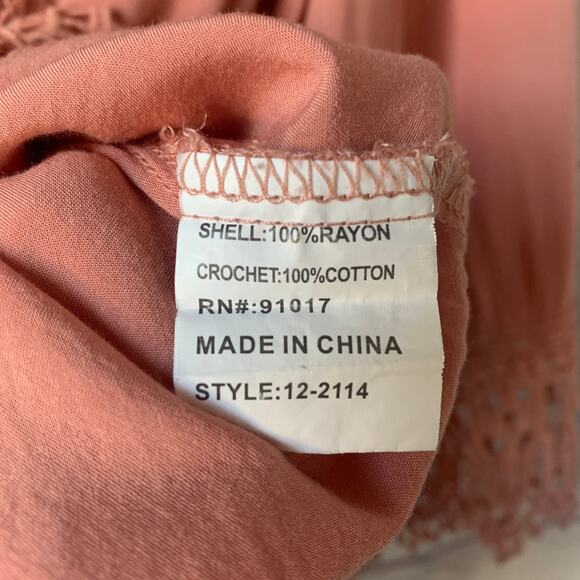 SHELL:100%RAYON
CROCHET:100%COTTON
RN#:91017
MADE IN CHINA
STYLE:12-2114